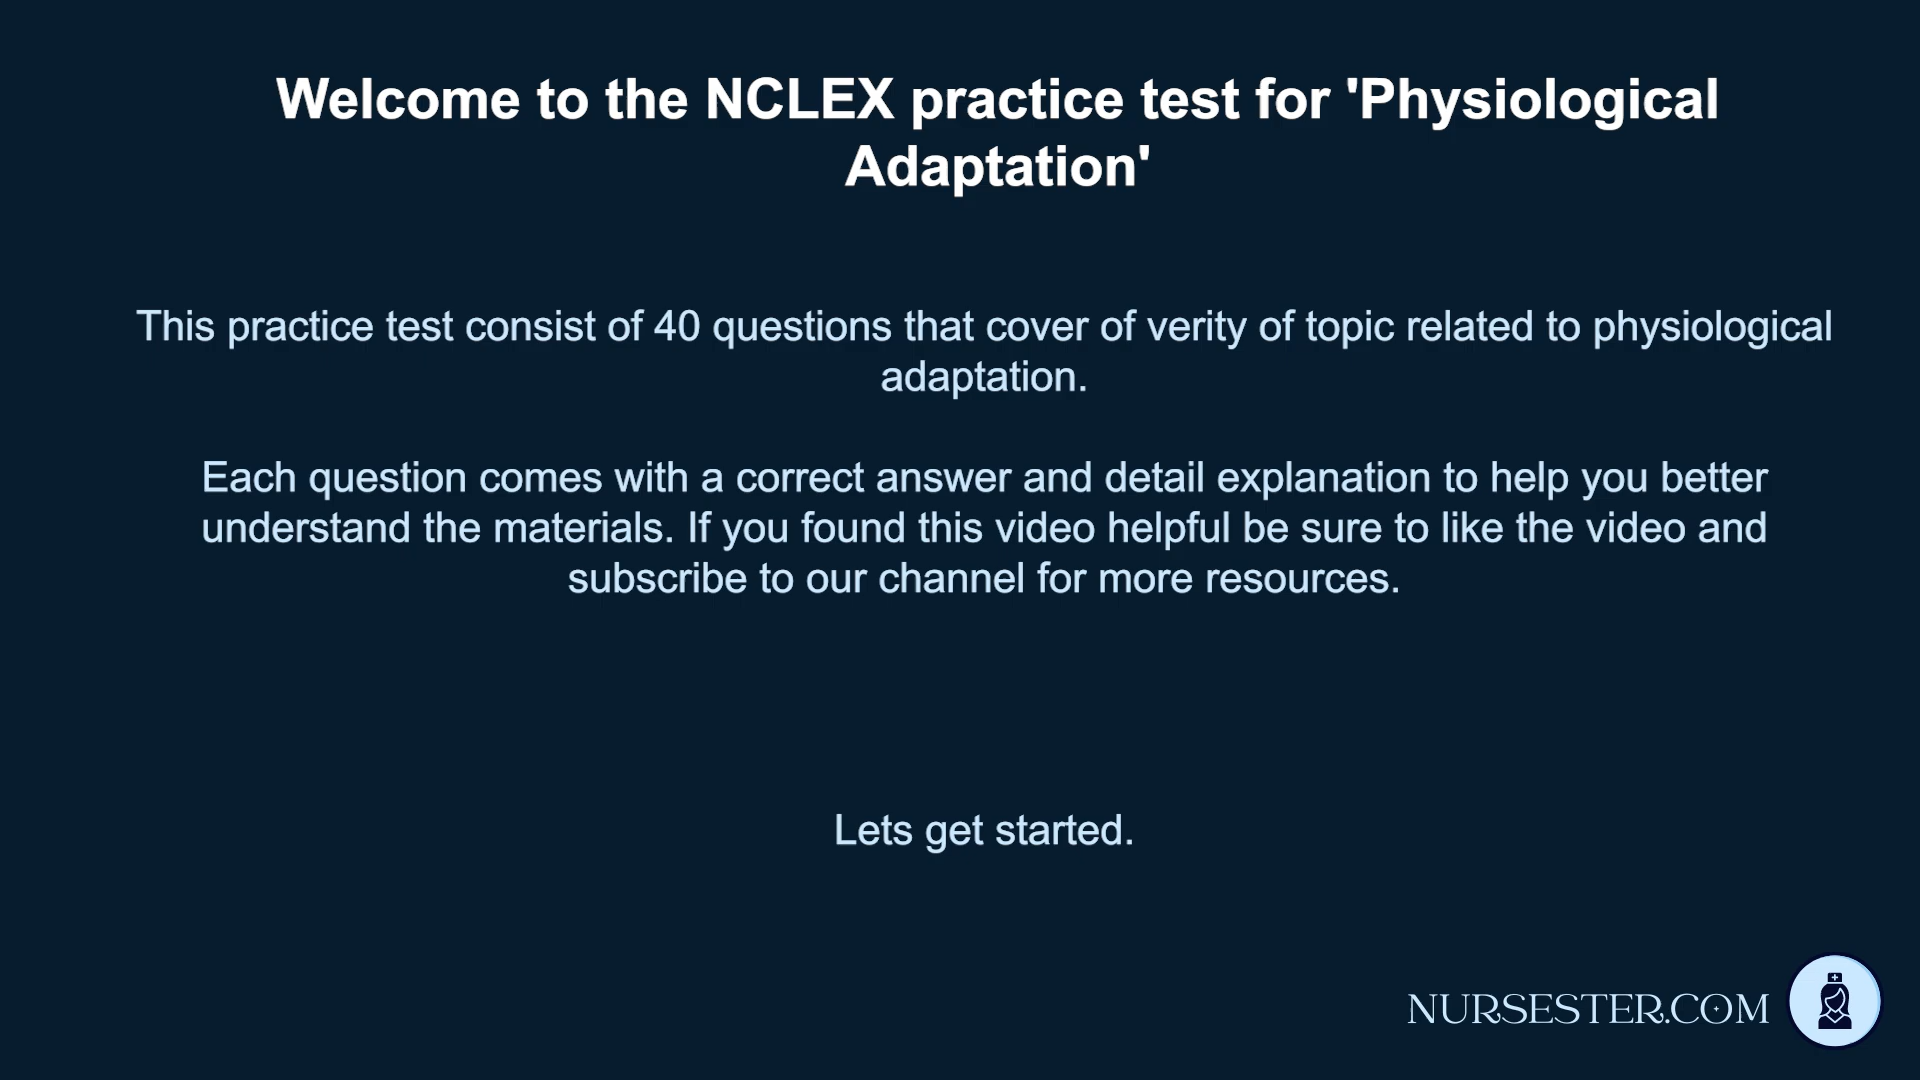 Welcome to the NCLEX practice test for 'Physiological
Adaptation'
This practice test consist of 40 questions that cover of verity of topic related to physiological
adaptation.
Each question comes with a correct answer and detail explanation to help you better
understand the materials. If you found this video helpful be sure to like the video and
subscribe to our channel for more resources.
Lets get started.
NURSESTER.COM